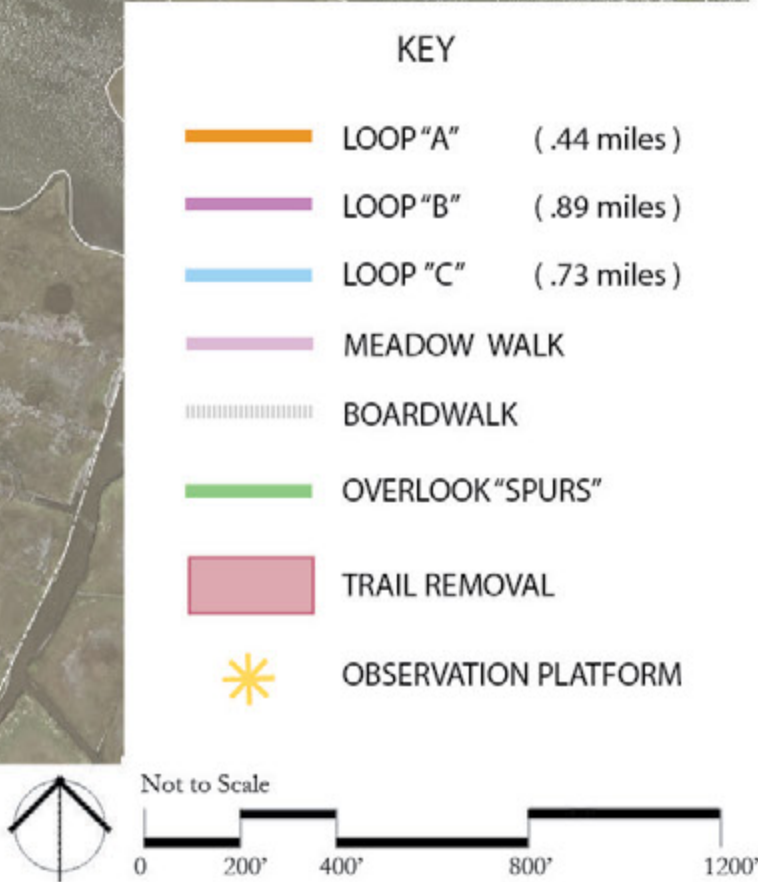 KEY
LOOP “A” ( .44 miles )
LOOP “B” ( .89 miles )
LOOP ”C” ( .73 miles )
MEADOW WALK
BOARDWALK
OVERLOOK “SPURS”
TRAIL REMOVAL
OBSERVATION PLATFORM
Not to Scale
0 200’ 400’ 800’ 1200’